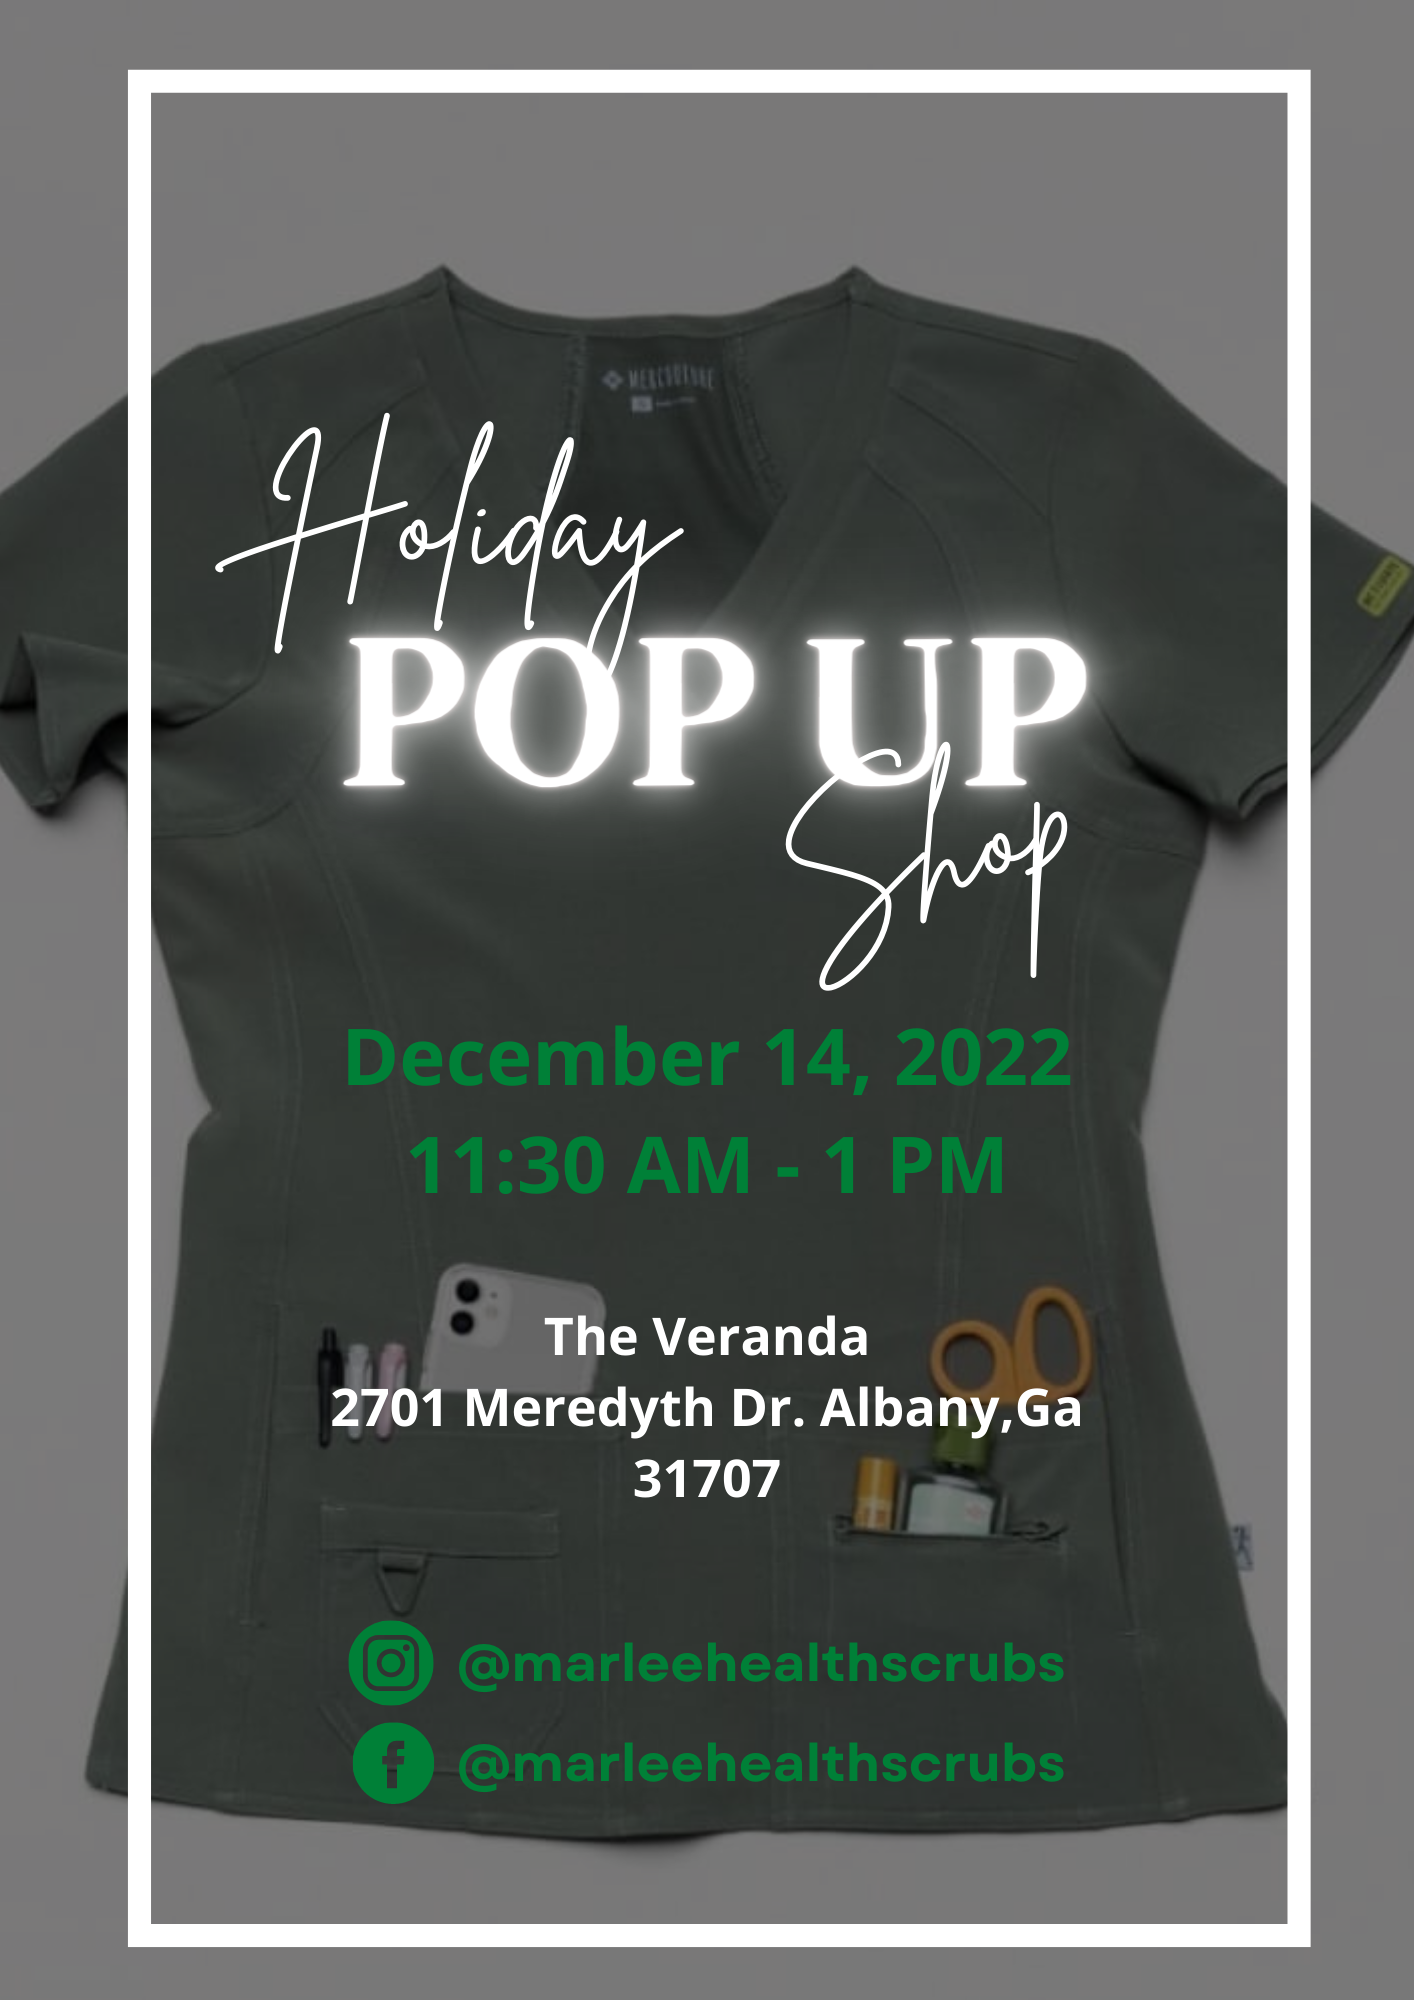 Holiday
POP UP
Shop
December 14, 2022
11:30 AM - 1 PM
The Veranda
2701 Meredyth Dr. Albany,Ga
31707
@marleehealthscrubs
@marleehealthscrubs